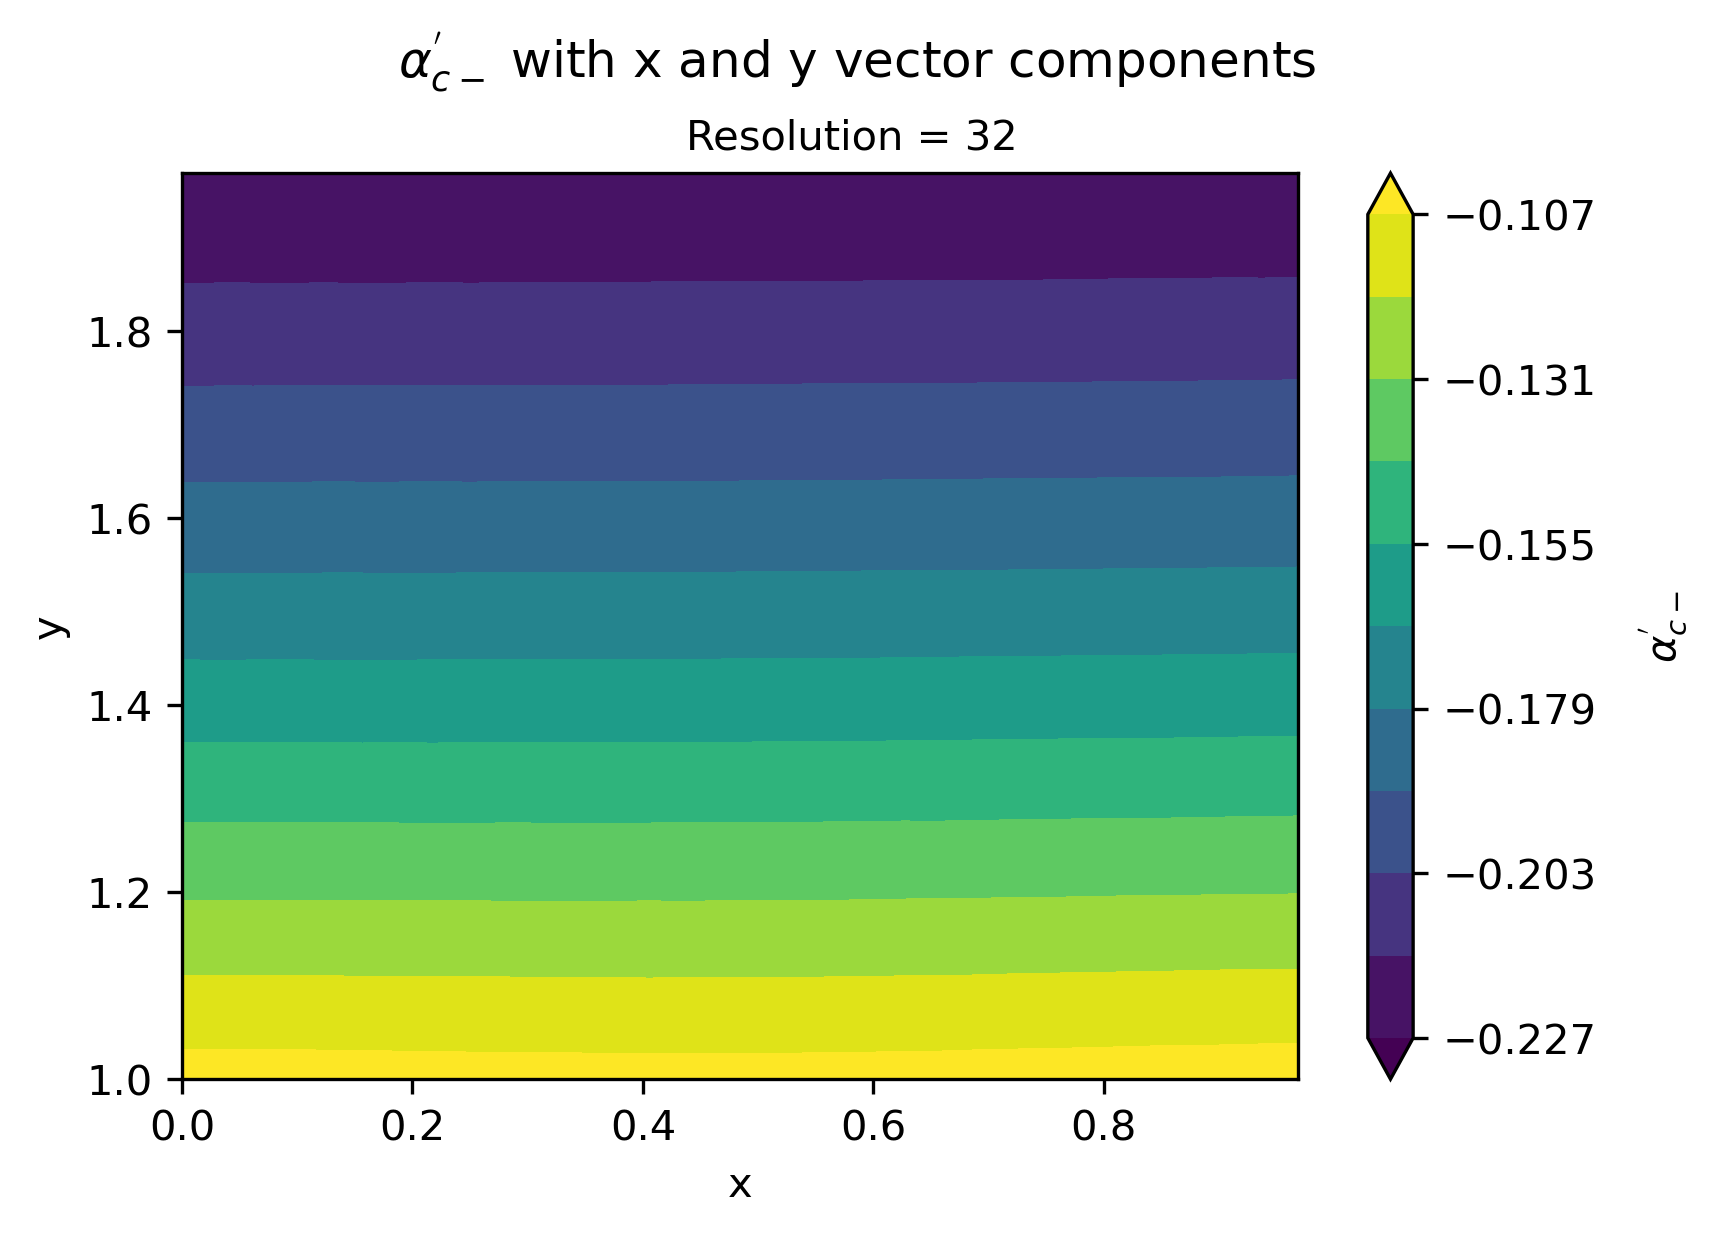 α′c− with x and y vector components
Resolution = 32
y
1.8
1.6
1.4
1.2
1.0
0.0 0.2 0.4 0.6 0.8
x
−0.107
−0.131
−0.155
−0.179
−0.203
−0.227
α′c−